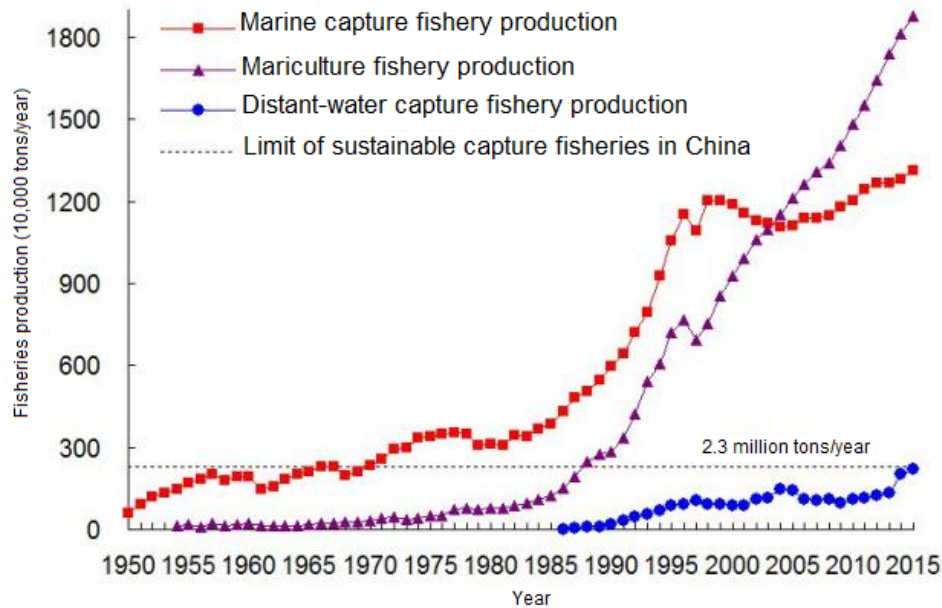 Marine capture fishery production
Mariculture fishery production
Distant-water capture fishery production
Limit of sustainable capture fisheries in China
Fisheries production (10,000 tons/year)
1800
1500
1200
900
600
300
0
2.3 million tons/year
1950 1955 1960 1965 1970 1975 1980 1985 1990 1995 2000 2005 2010 2015
Year